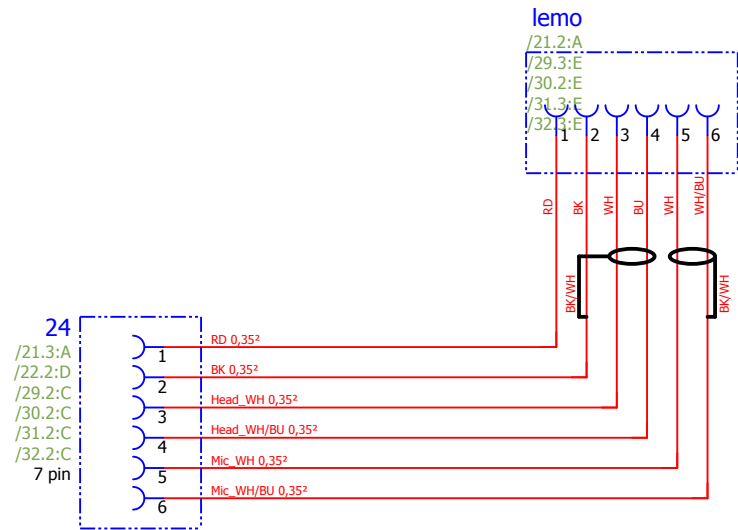 lemo
/21.2:A
/29.3:E
/30.2:E
/31.3:E
/32.3:E
1 2 3 4 5 6
RD BK WH BU WH WH/BU
BK/WH BK/WH
24
/21.3:A
/22.2:D
/29.2:C
/30.2:C
/31.2:C
/32.2:C
7 pin
1 RD 0,35²
2 BK 0,35²
3 Head_WH 0,35²
4 Head_WH/BU 0,35²
5 Mic_WH 0,35²
6 Mic_WH/BU 0,35²